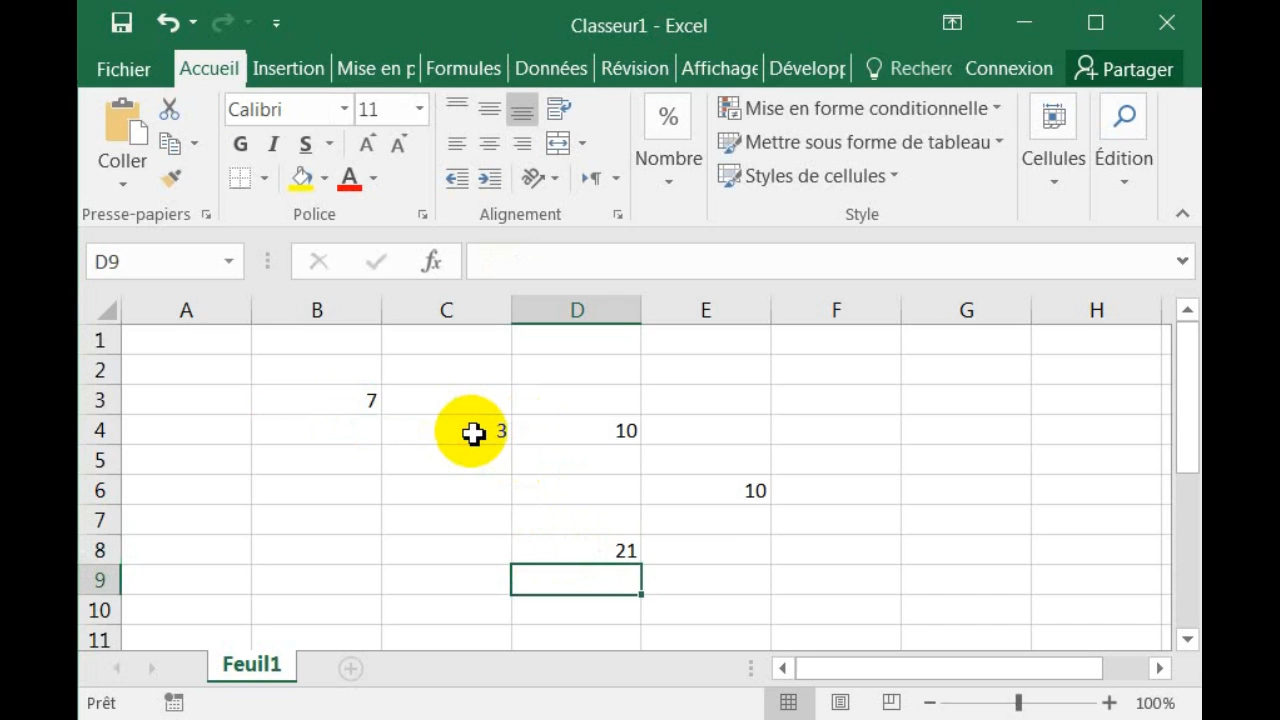 Classeur1 - Excel
Fichier Accueil Insertion Mise en p Formules Données Révision Affichage Développ Recherc Connexion Partager
Calibri 11 % Mise en forme conditionnelle
Coller G I S A A Nombre Mettre sous forme de tableau Cellules Édition
A Styles de cellules
Presse-papiers Police Alignement Style
D9 fx
A B C D E F G H
1
2
3 7
4 3 10
5
6 10
7
8 21
9
10
11
Feuil1
Prêt 100%